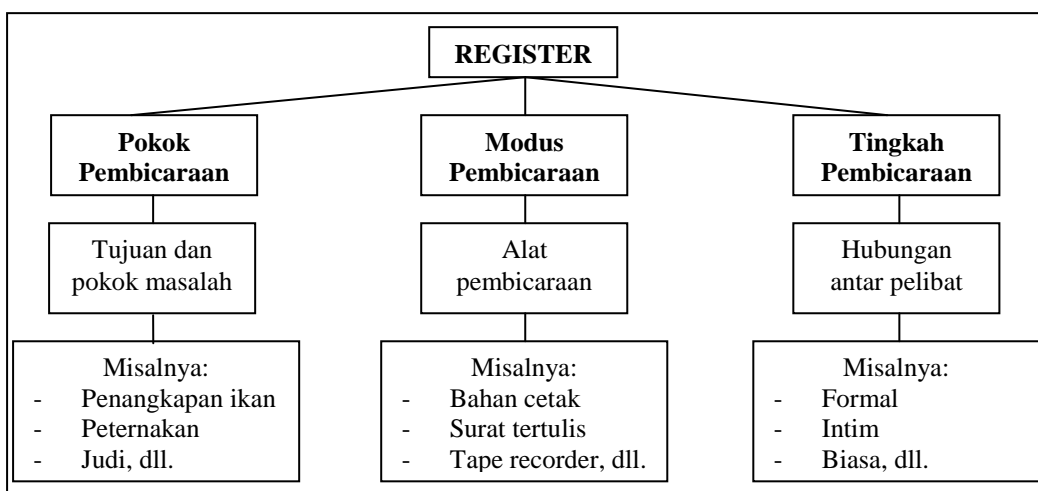 REGISTER
Pokok
Pembicaraan
Modus
Pembicaraan
Tingkah
Pembicaraan
Tujuan dan
pokok masalah
Alat
pembicaraan
Hubungan
antar pelibat
Misalnya:
- Penangkapan ikan
- Peternakan
- Judi, dll.
Misalnya:
- Bahan cetak
- Surat tertulis
- Tape recorder, dll.
Misalnya:
- Formal
- Intim
- Biasa, dll.